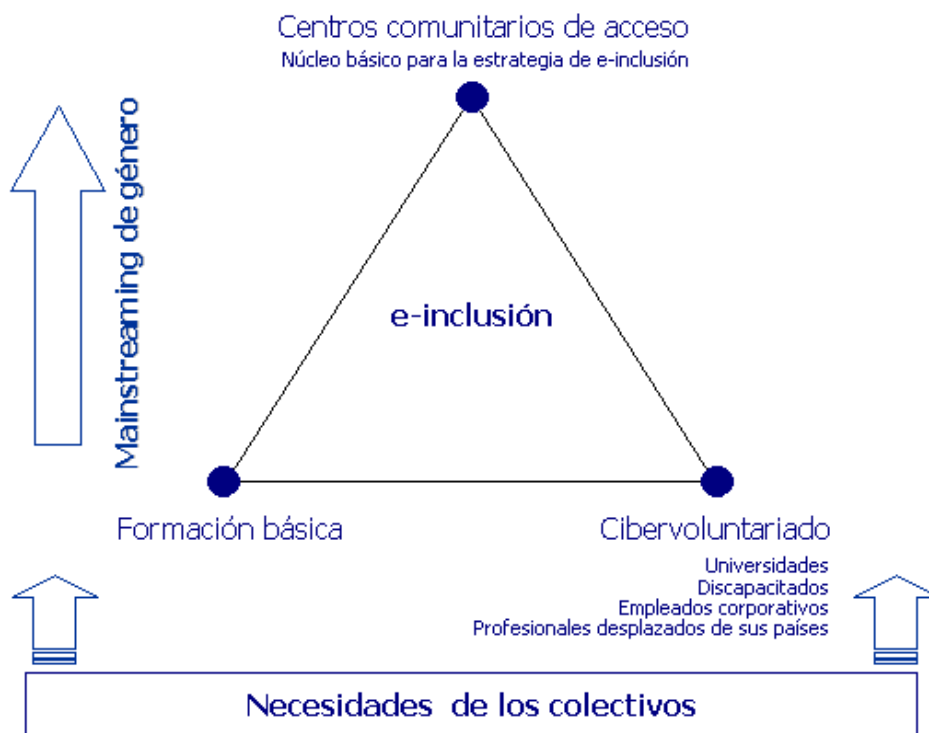 Centros comunitarios de acceso
Núcleo básico para la estrategia de e-inclusión
Mainstreaming de género
e-inclusión
Formación básica
Cibervoluntariado
Universidades
Discapacitados
Empleados corporativos
Profesionales desplazados de sus países
Necesidades de los colectivos